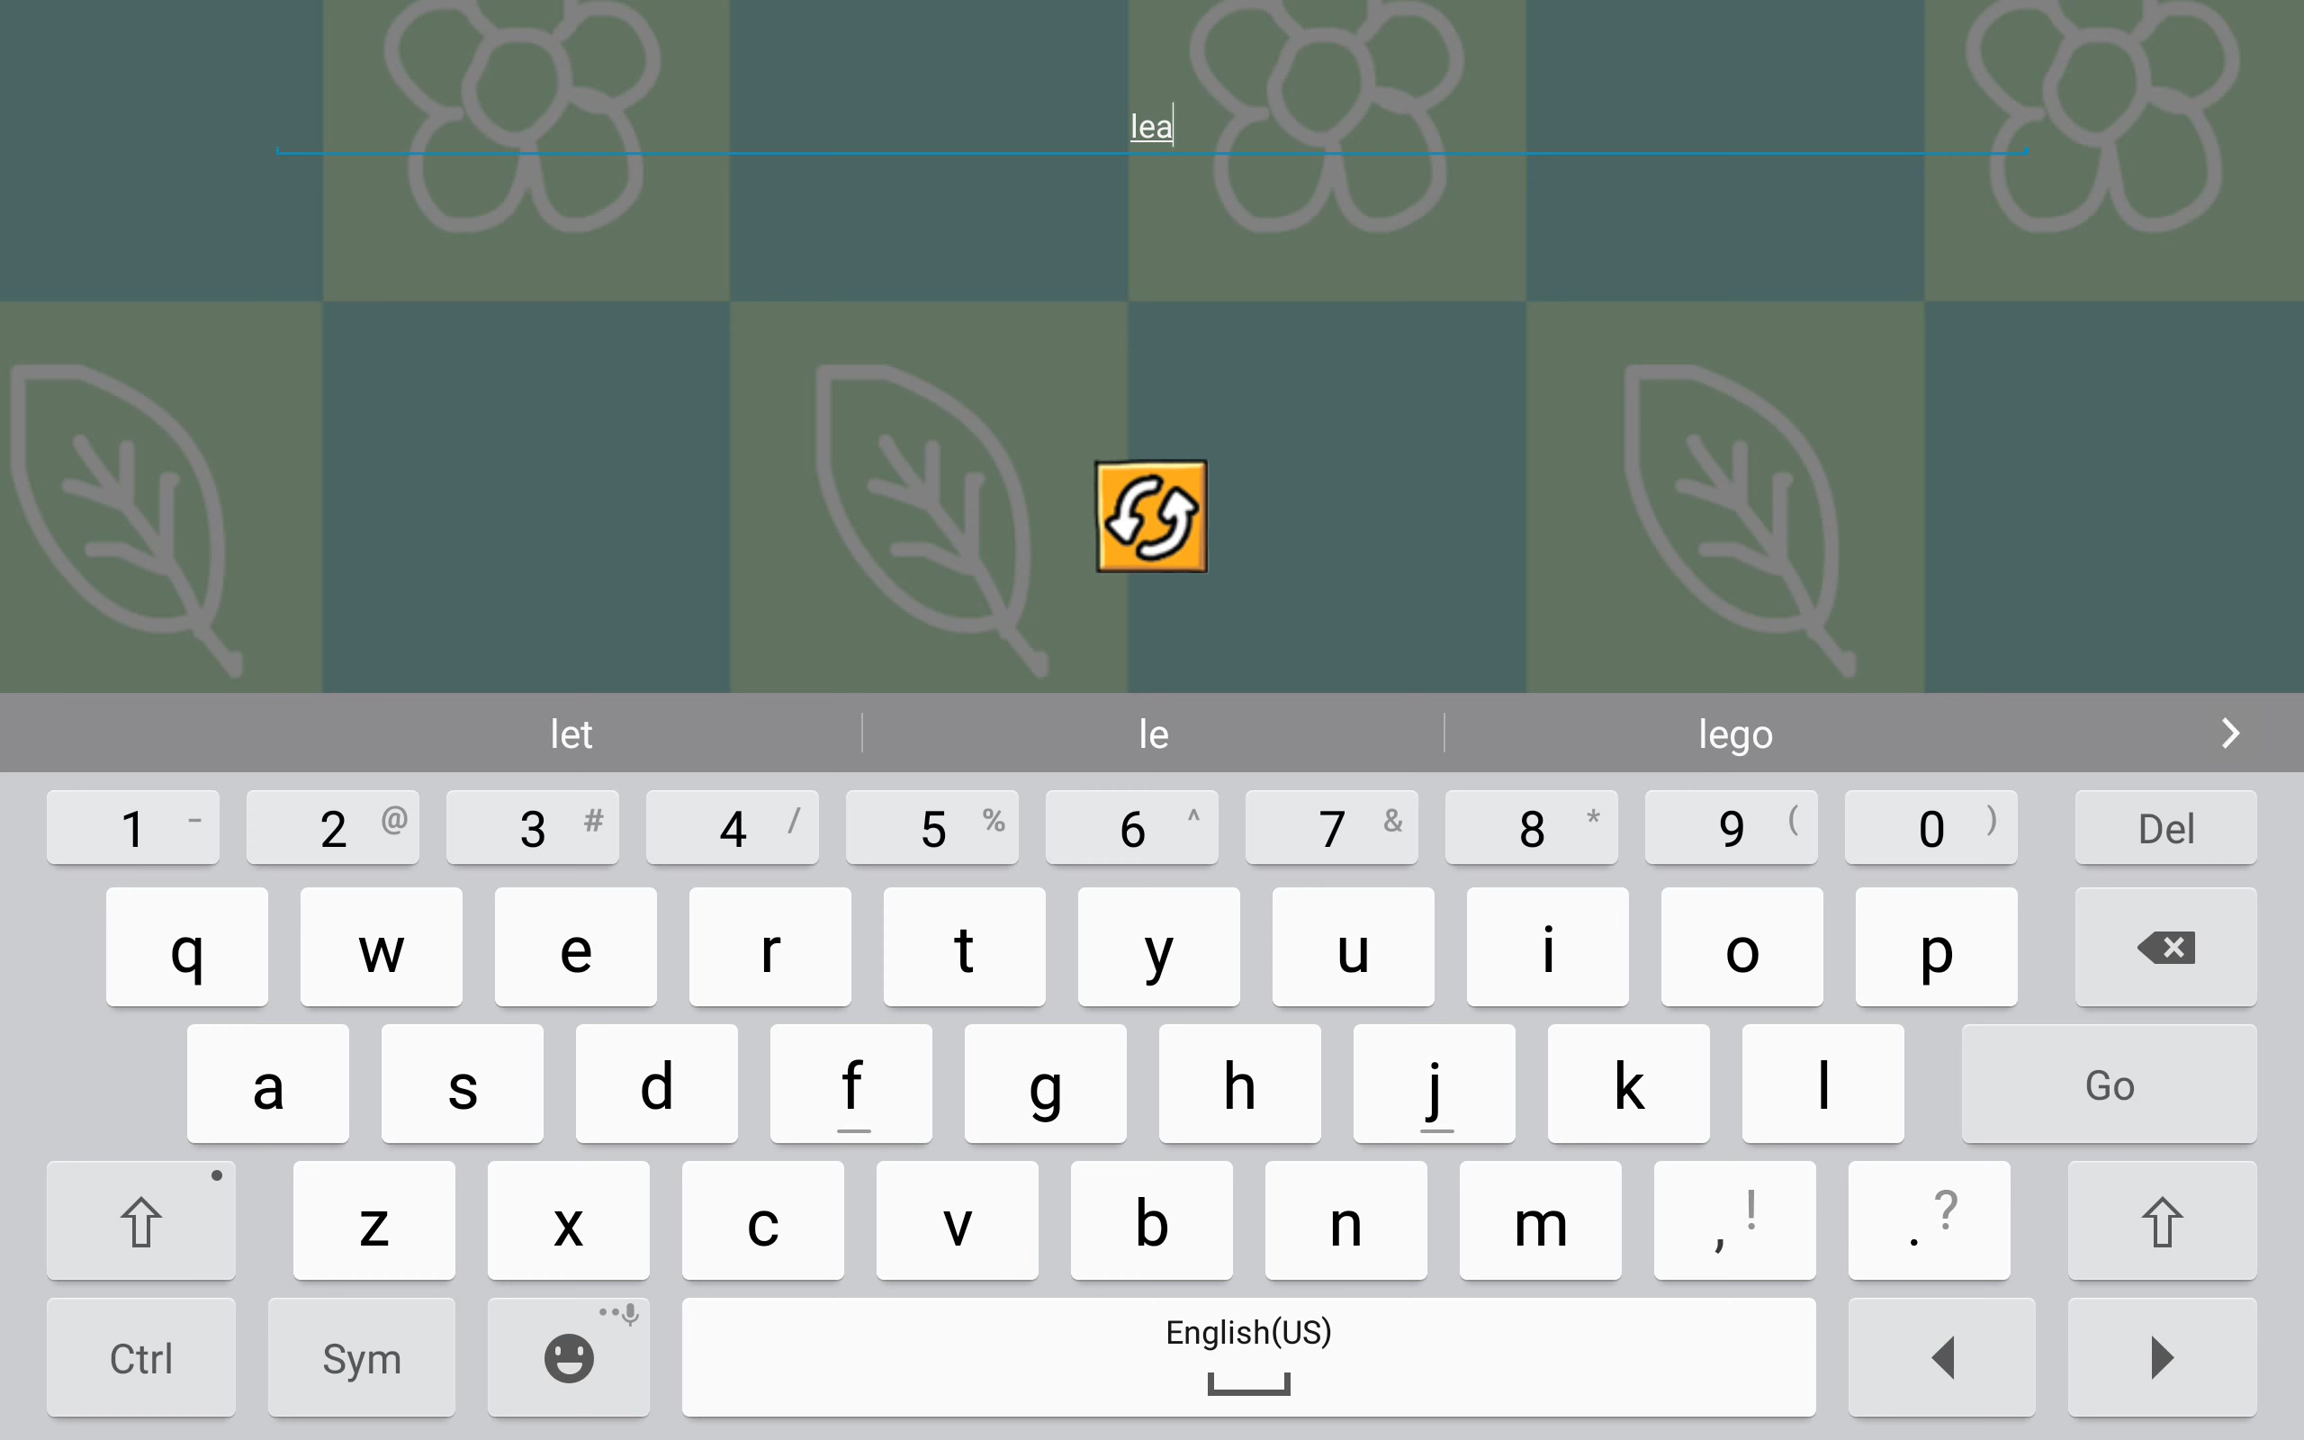 lea
let le lego
1 - 2 @ 3 # 4 / 5 % 6 ^ 7 & 8 * 9 ( 0 ) Del
q w e r t y u i o p
a s d f g h j k l Go
z x c v b n m , ! . ?
Ctrl Sym English(US)